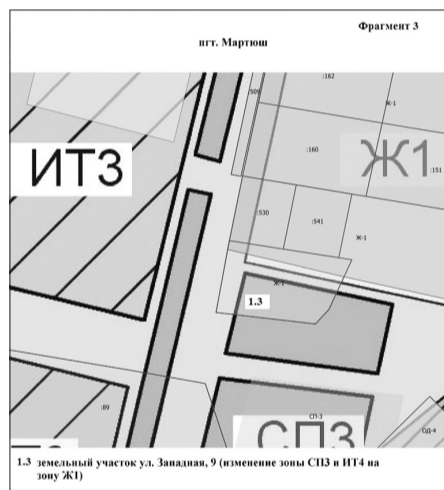 Фрагмент 3
пгт. Мартюш
:162
509
Ж-1
ИТ3
:160
Ж1
:151
:530
:541
Ж-1
Ж-1
1.3
:89
СП-3
СП3
ОД-4
1.3 земельный участок ул. Западная, 9 (изменение зоны СП3 и ИТ4 на
зону Ж1)